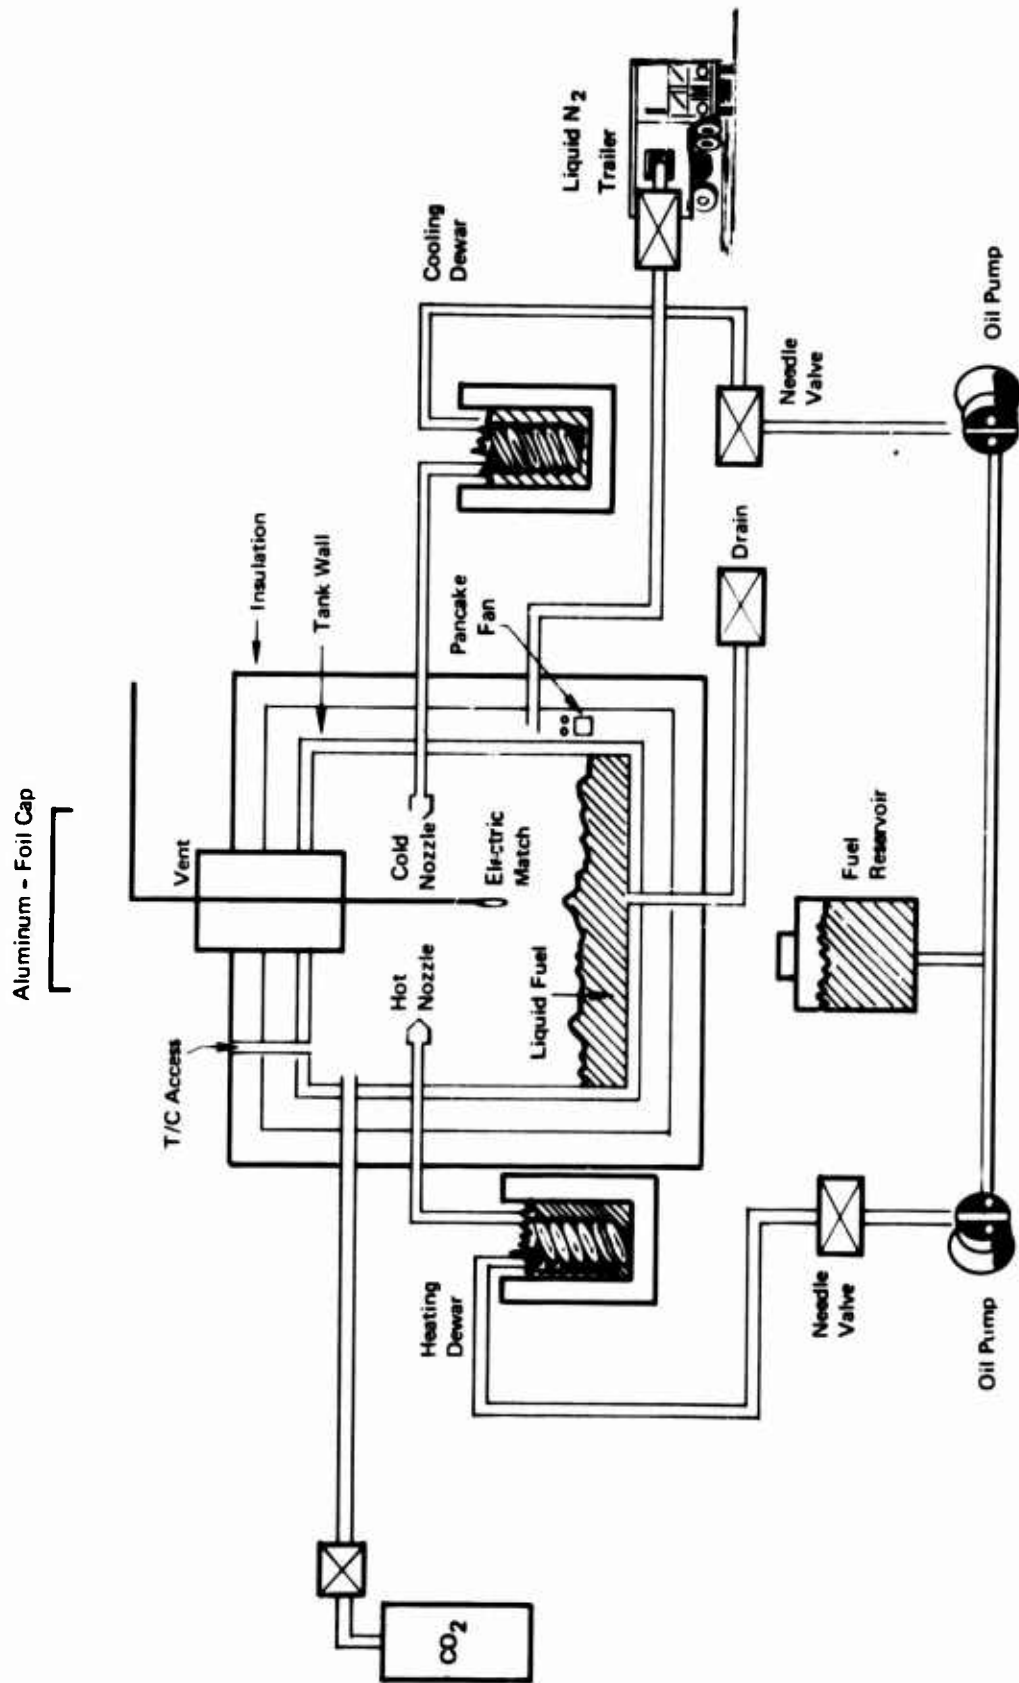 Aluminum - Foil Cap
Vent
T/C Access
Insulation
Tank Wall
Cooling
Dewar
Liquid N2
Trailer
Hot
Nozzle
Cold
Nozzle
Electric
Match
Pancake
Fan
Heating
Dewar
Liquid Fuel
CO2
Drain
Needle
Valve
Needle
Valve
Fuel
Reservoir
Oil Pump
Oil Pump